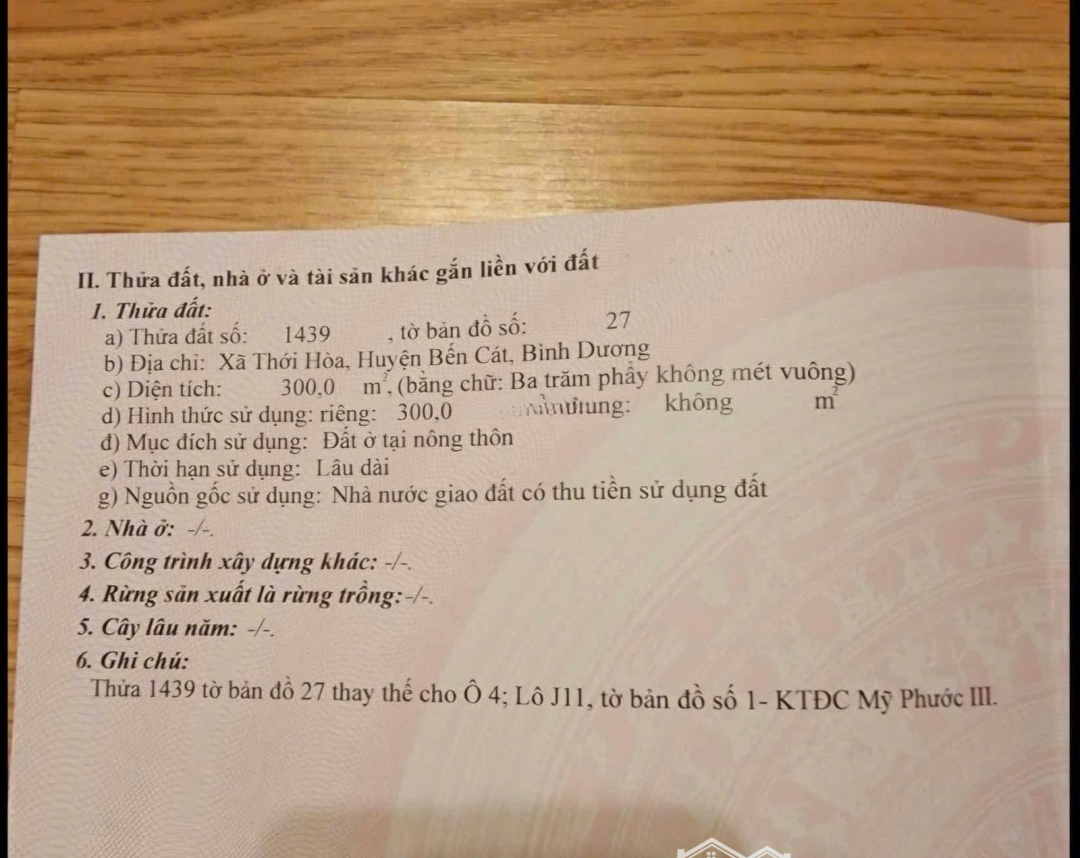 II. Thửa đất, nhà ở và tài sản khác gắn liền với đất
1. Thửa đất:
a) Thửa đất số: 1439 , tờ bản đồ số: 27
b) Địa chỉ: Xã Thới Hòa, Huyện Bến Cát, Bình Dương
c) Diện tích: 300,0 m², (bằng chữ: Ba trăm phẩy không mét vuông)
d) Hình thức sử dụng: riêng: 300,0 không m²
đ) Mục đích sử dụng: Đất ở tại nông thôn
e) Thời hạn sử dụng: Lâu dài
g) Nguồn gốc sử dụng: Nhà nước giao đất có thu tiền sử dụng đất
2. Nhà ở: -/-.
3. Công trình xây dựng khác: -/-.
4. Rừng sản xuất là rừng trồng: -/-.
5. Cây lâu năm: -/-.
6. Ghi chú:
Thửa 1439 tờ bản đồ 27 thay thế cho Ô 4; Lô J11, tờ bản đồ số 1- KTĐC Mỹ Phước III.